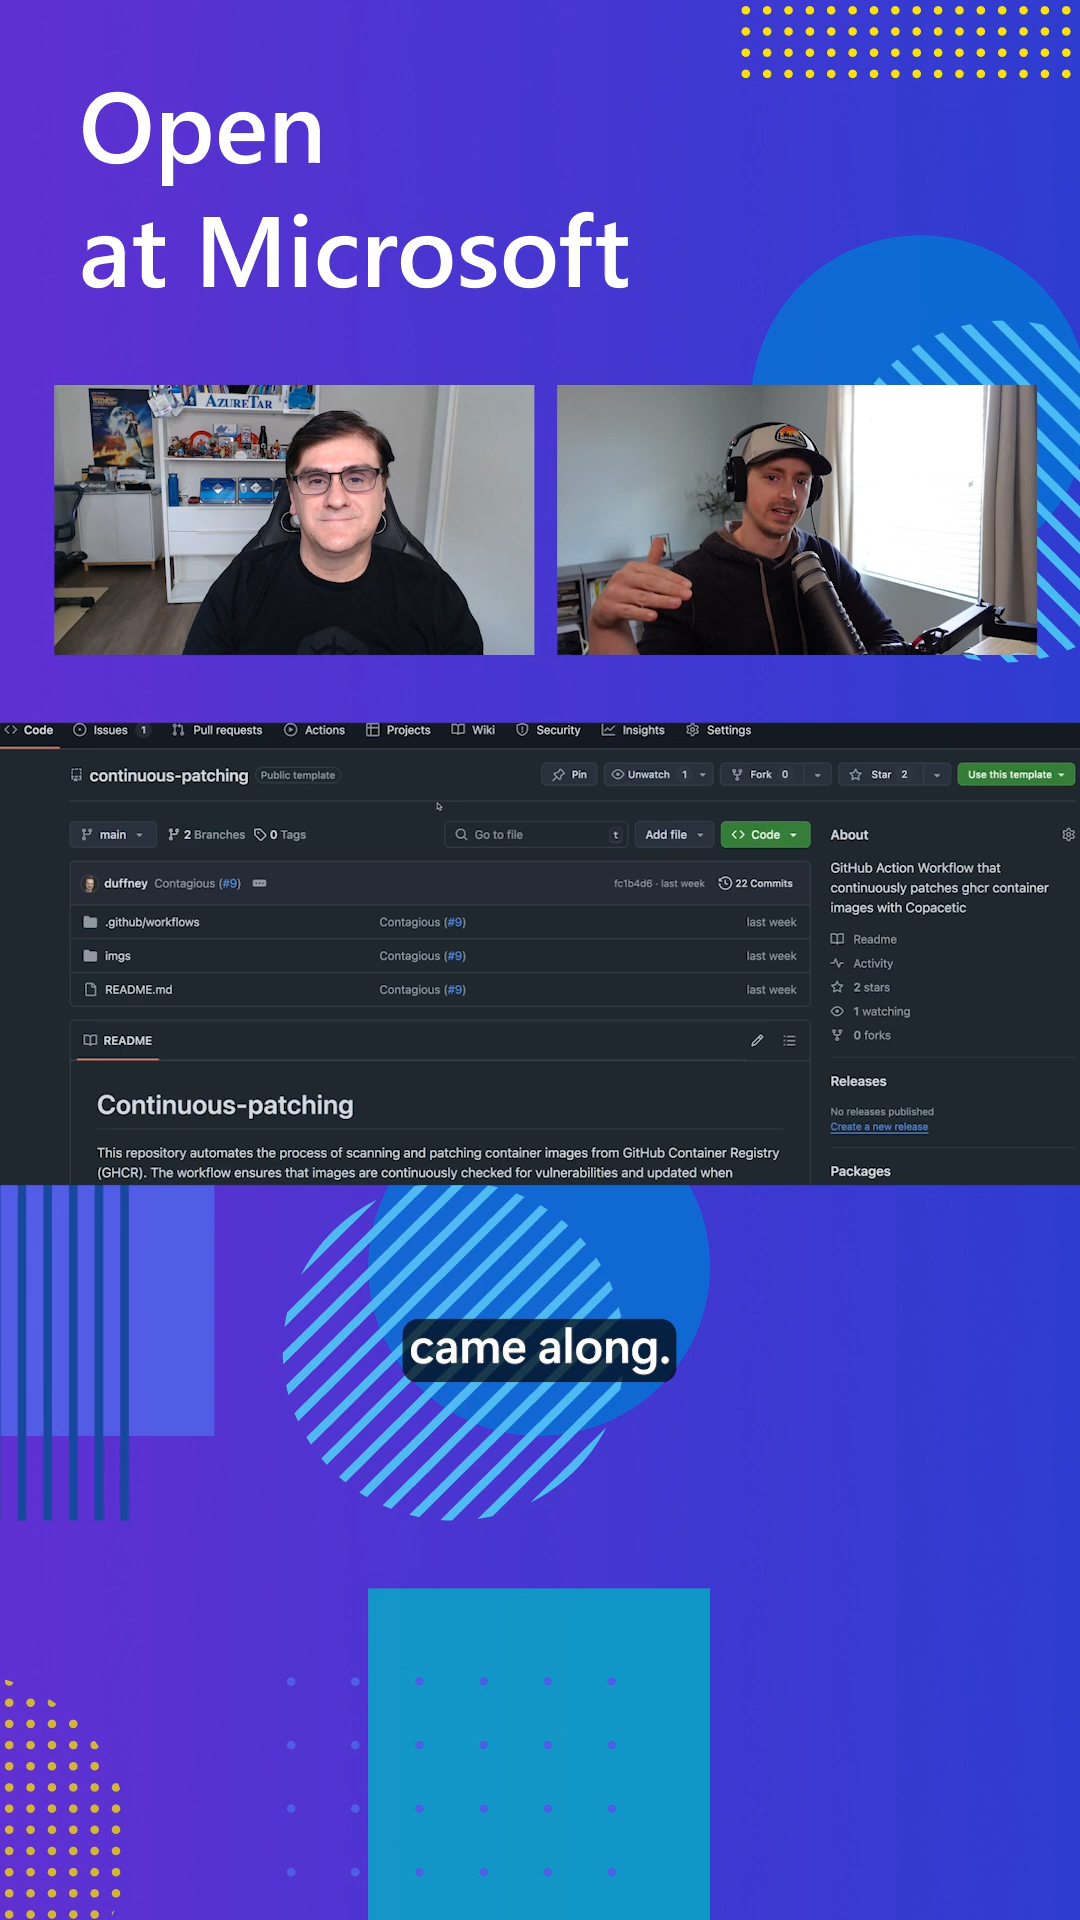 Open
at Microsoft
AZURETAR
docker
Code
Issues 1
Pull requests
Actions
Projects
Wiki
Security
Insights
Settings
continuous-patching
Public template
Pin
Unwatch 1
Fork 0
Star 2
Use this template
main
2 Branches
0 Tags
Go to file
t
Add file
Code
duffney Contagious (#9)
fc1b4d6 · last week
22 Commits
.github/workflows Contagious (#9) last week
imgs Contagious (#9) last week
README.md Contagious (#9) last week
README
Continuous-patching
This repository automates the process of scanning and patching container images from GitHub Container Registry
(GHCR). The workflow ensures that images are continuously checked for vulnerabilities and updated when
About
GitHub Action Workflow that
continuously patches ghcr container
images with Copacetic
Readme
Activity
2 stars
1 watching
0 forks
Releases
No releases published
Create a new release
Packages
came along.